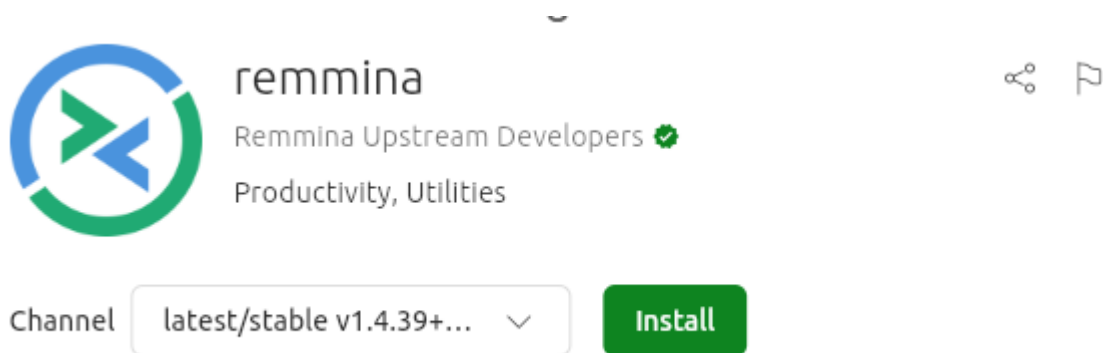 remmina
Remmina Upstream Developers
Productivity, Utilities
Channel
latest/stable v1.4.39+...
Install